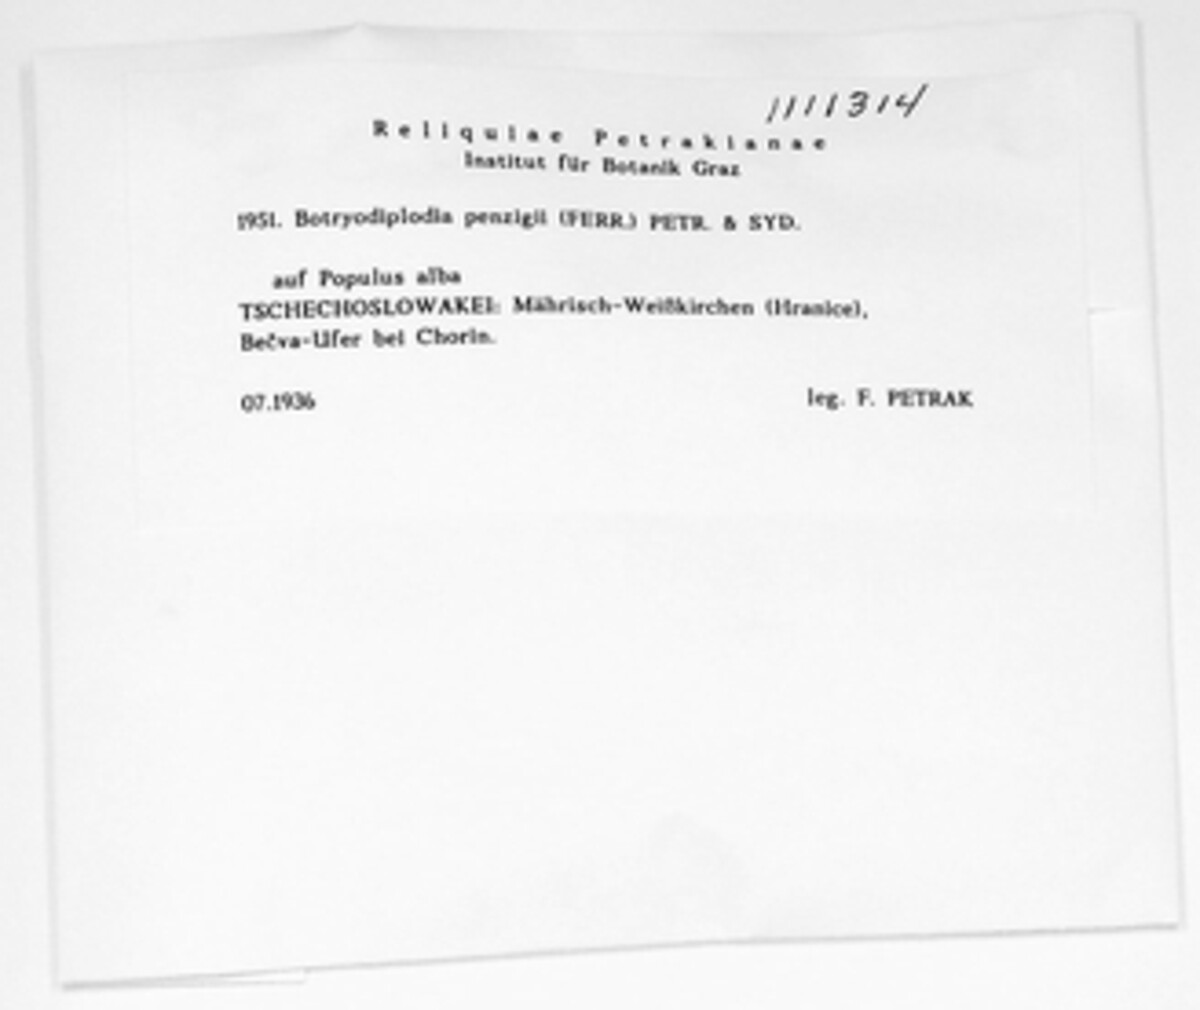 1111314
Reliquiae Petrakianae
Institut für Botanik Graz
1951. Botryodiplodia penzigii (FERR.) PETR. & SYD.
auf Populus alba
TSCHECHOSLOWAKEI: Mährisch-Weißkirchen (Hranice),
Bečva-Ufer bei Chorin.
07.1936 leg. F. PETRAK